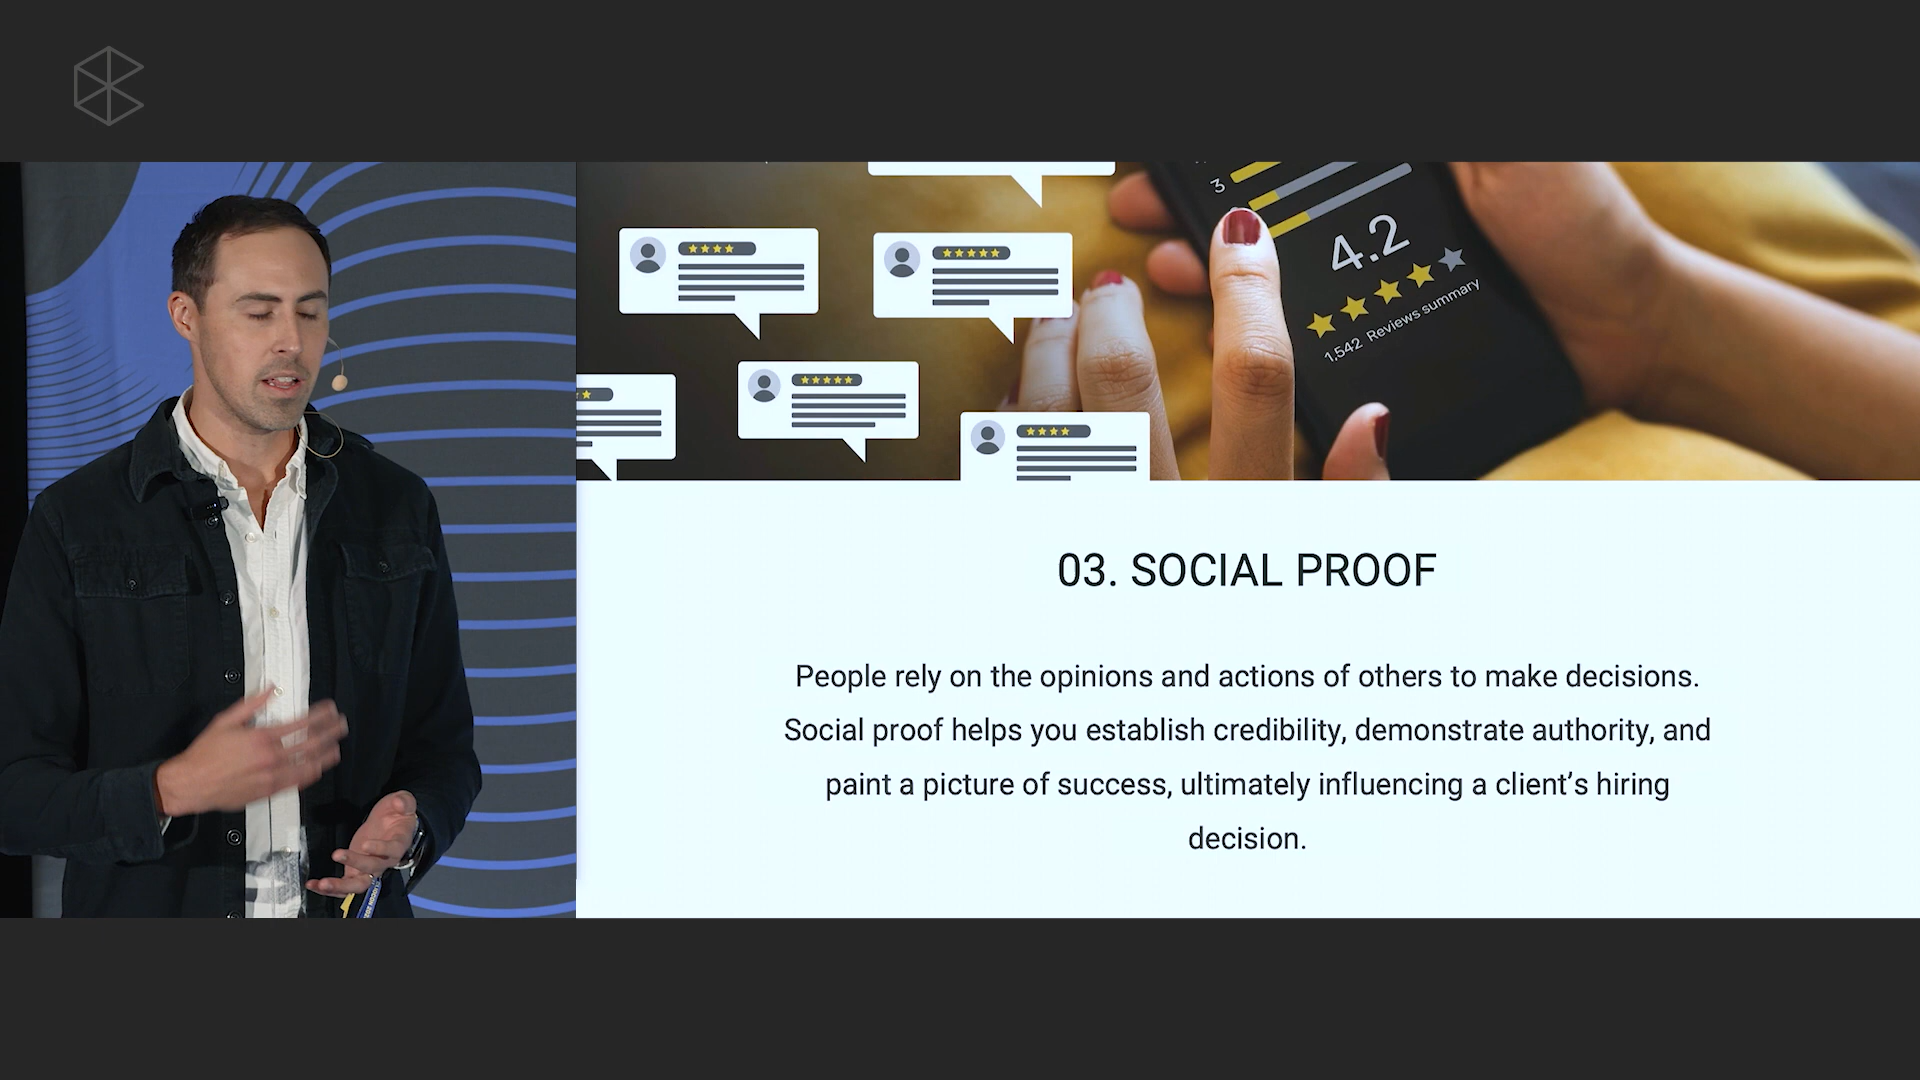 3
4.2
1,542 Reviews summary
03. SOCIAL PROOF
People rely on the opinions and actions of others to make decisions.
Social proof helps you establish credibility, demonstrate authority, and
paint a picture of success, ultimately influencing a client’s hiring
decision.